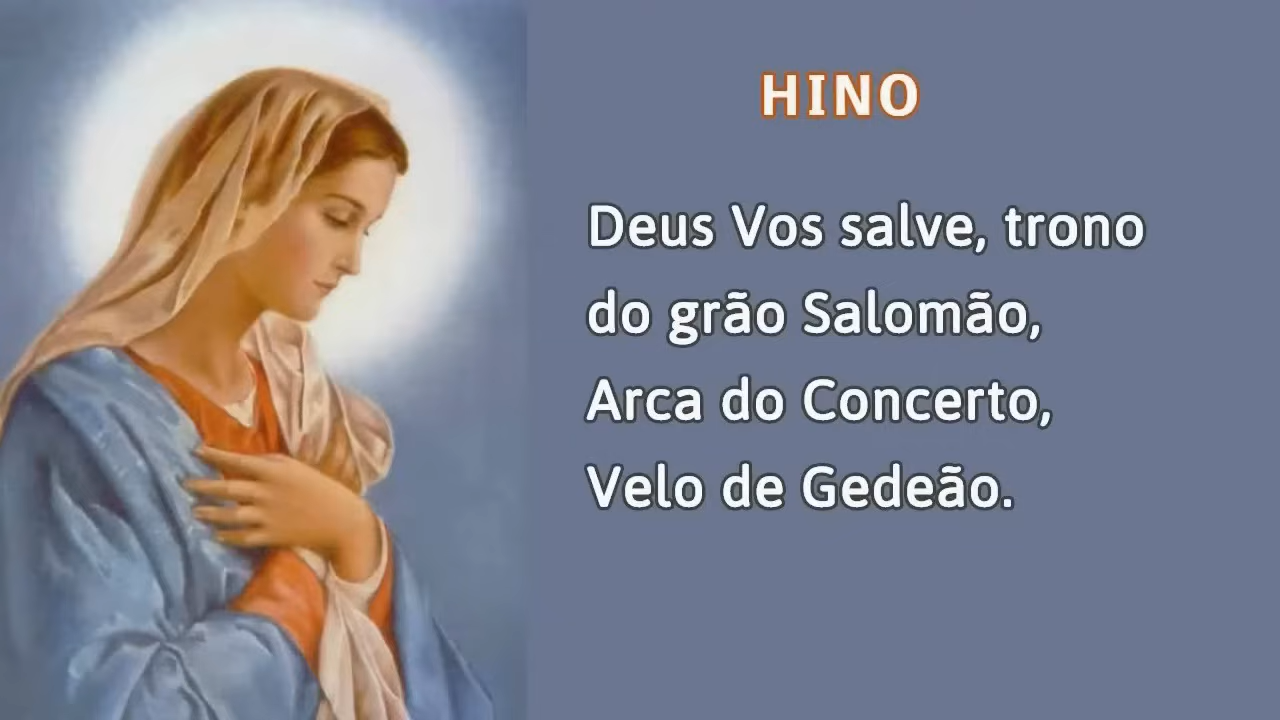 HINO
Deus Vos salve, trono
do grão Salomão,
Arca do Concerto,
Velo de Gedeão.